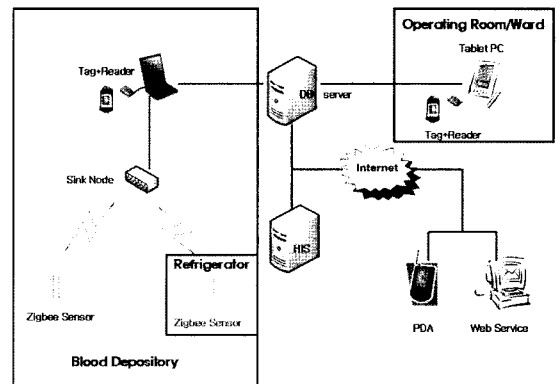 Operating Room/Ward
Tablet PC
Tag+Reader
DB server
Tag+Reader
Sink Node
Internet
HIS
Refrigerator
Zigbee Sensor
Zigbee Sensor
PDA
Web Service
Blood Depository